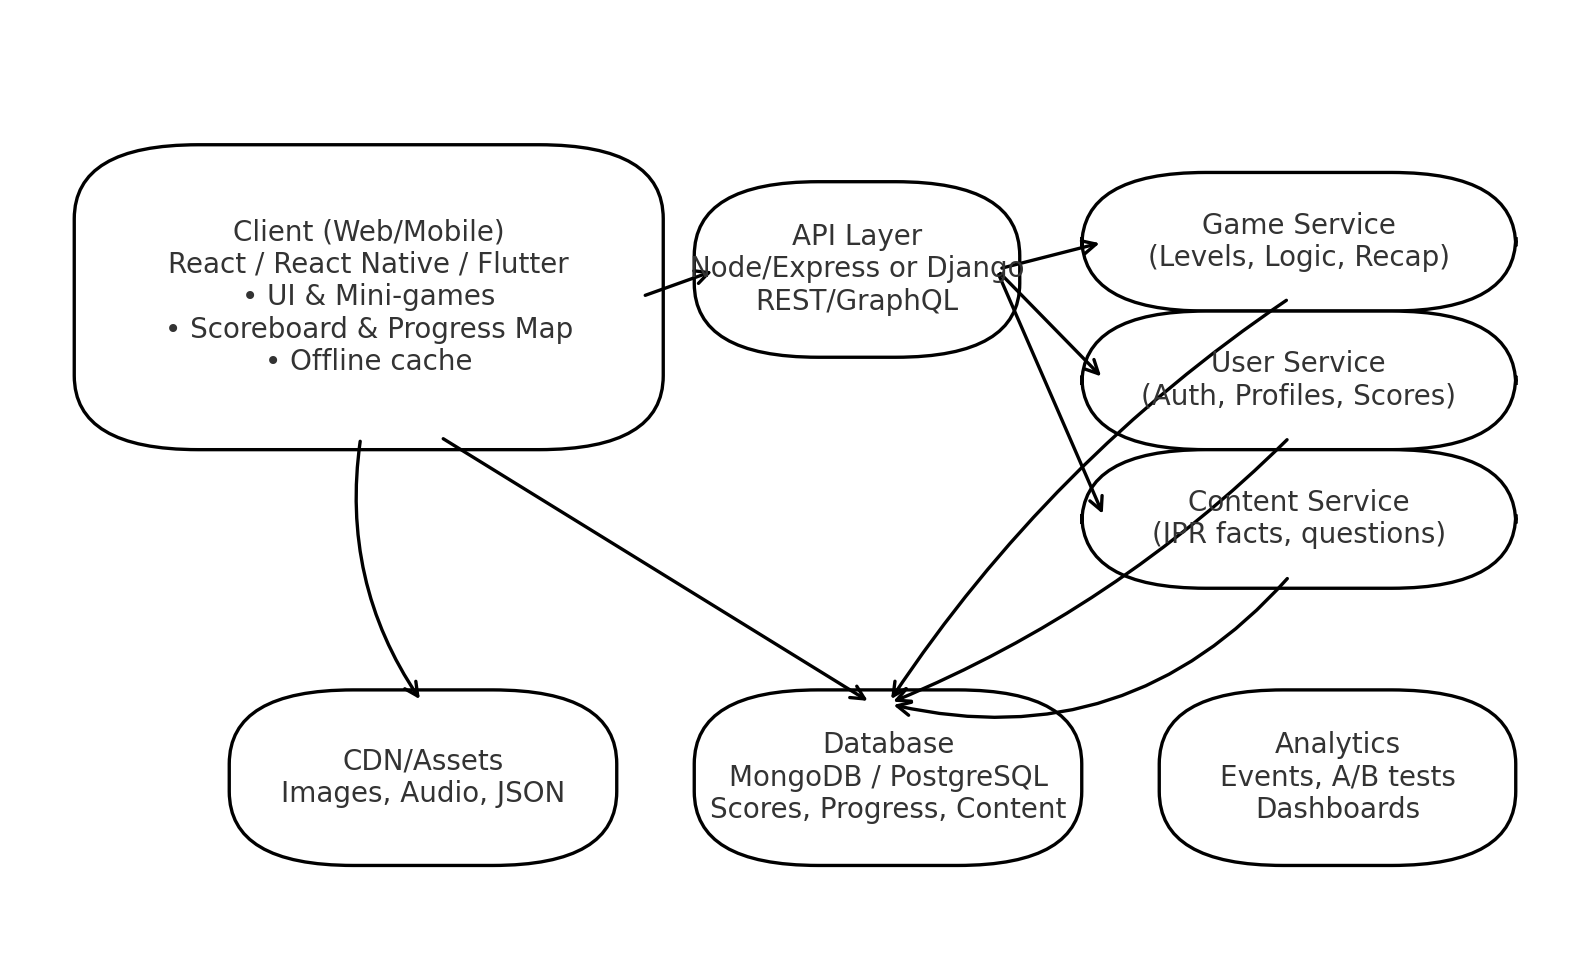 Client (Web/Mobile)
React / React Native / Flutter
• UI & Mini-games
• Scoreboard & Progress Map
• Offline cache
API Layer
Node/Express or Django
REST/GraphQL
Game Service
(Levels, Logic, Recap)
User Service
(Auth, Profiles, Scores)
Content Service
(IPR facts, questions)
CDN/Assets
Images, Audio, JSON
Database
MongoDB / PostgreSQL
Scores, Progress, Content
Analytics
Events, A/B tests
Dashboards